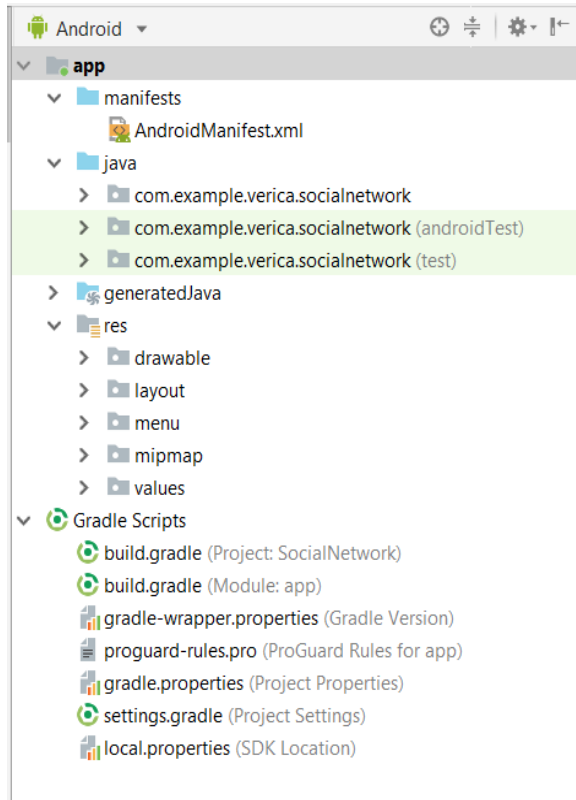 Android
app
manifests
AndroidManifest.xml
java
com.example.verica.socialnetwork
com.example.verica.socialnetwork (androidTest)
com.example.verica.socialnetwork (test)
generatedJava
res
drawable
layout
menu
mipmap
values
Gradle Scripts
build.gradle (Project: SocialNetwork)
build.gradle (Module: app)
gradle-wrapper.properties (Gradle Version)
proguard-rules.pro (ProGuard Rules for app)
gradle.properties (Project Properties)
settings.gradle (Project Settings)
local.properties (SDK Location)